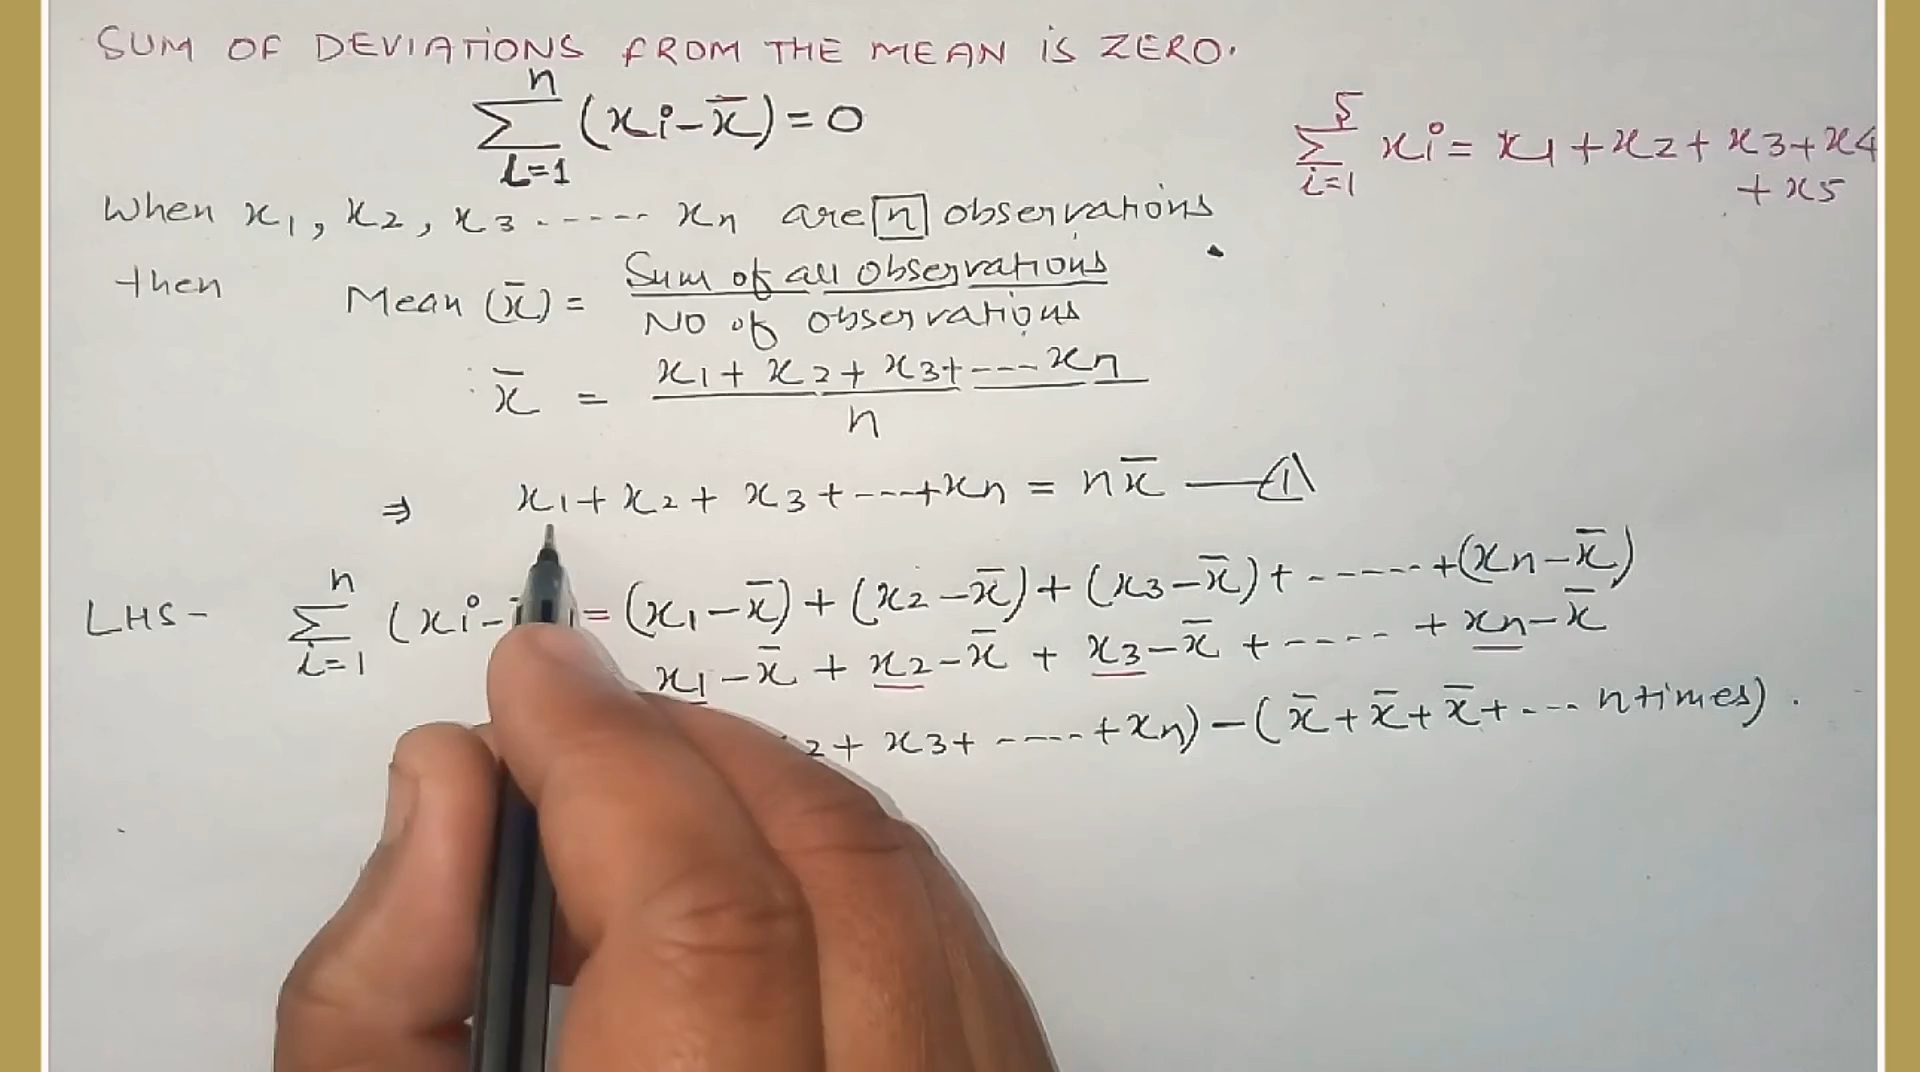 SUM OF DEVIATIONS FROM THE MEAN IS ZERO.
n
∑ (xi – x̄) = 0
i=1
5
∑ xi = x1 + x2 + x3 + x4
i=1
+ x5
When x1, x2, x3 ------ xn are n observations
then Mean (x̄) = Sum of all observations
No of observations
x̄ = x1 + x2 + x3 + --- xn
n
⇒ x1 + x2 + x3 + ---- + xn = nx̄ — 1
n
LHS – ∑ (xi – = (x1 – x̄) + (x2 – x̄) + (x3 – x̄) + ------ + (xn – x̄)
i=1
x1 – x̄ + x2 – x̄ + x3 – x̄ + ----- + xn – x̄
2 + x3 + ----- + xn) – (x̄ + x̄ + x̄ + --- n times).